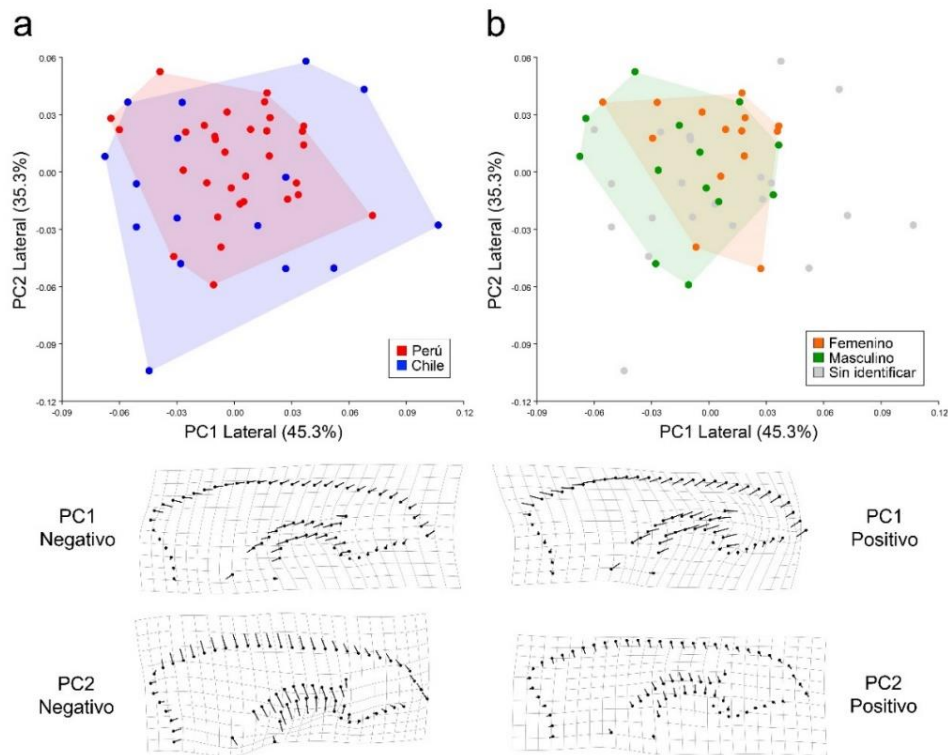 a
b
0.06
0.03
0.00
-0.03
-0.06
-0.09
-0.12
PC2 Lateral (35.3%)
-0.09
-0.06
-0.03
0.00
0.03
0.06
0.09
0.12
PC1 Lateral (45.3%)
Perú
Chile
0.06
0.03
0.00
-0.03
-0.06
-0.09
-0.12
PC2 Lateral (35.3%)
-0.09
-0.06
-0.03
0.00
0.03
0.06
0.09
0.12
PC1 Lateral (45.3%)
Femenino
Masculino
Sin identificar
PC1
Negativo
PC1
Positivo
PC2
Negativo
PC2
Positivo